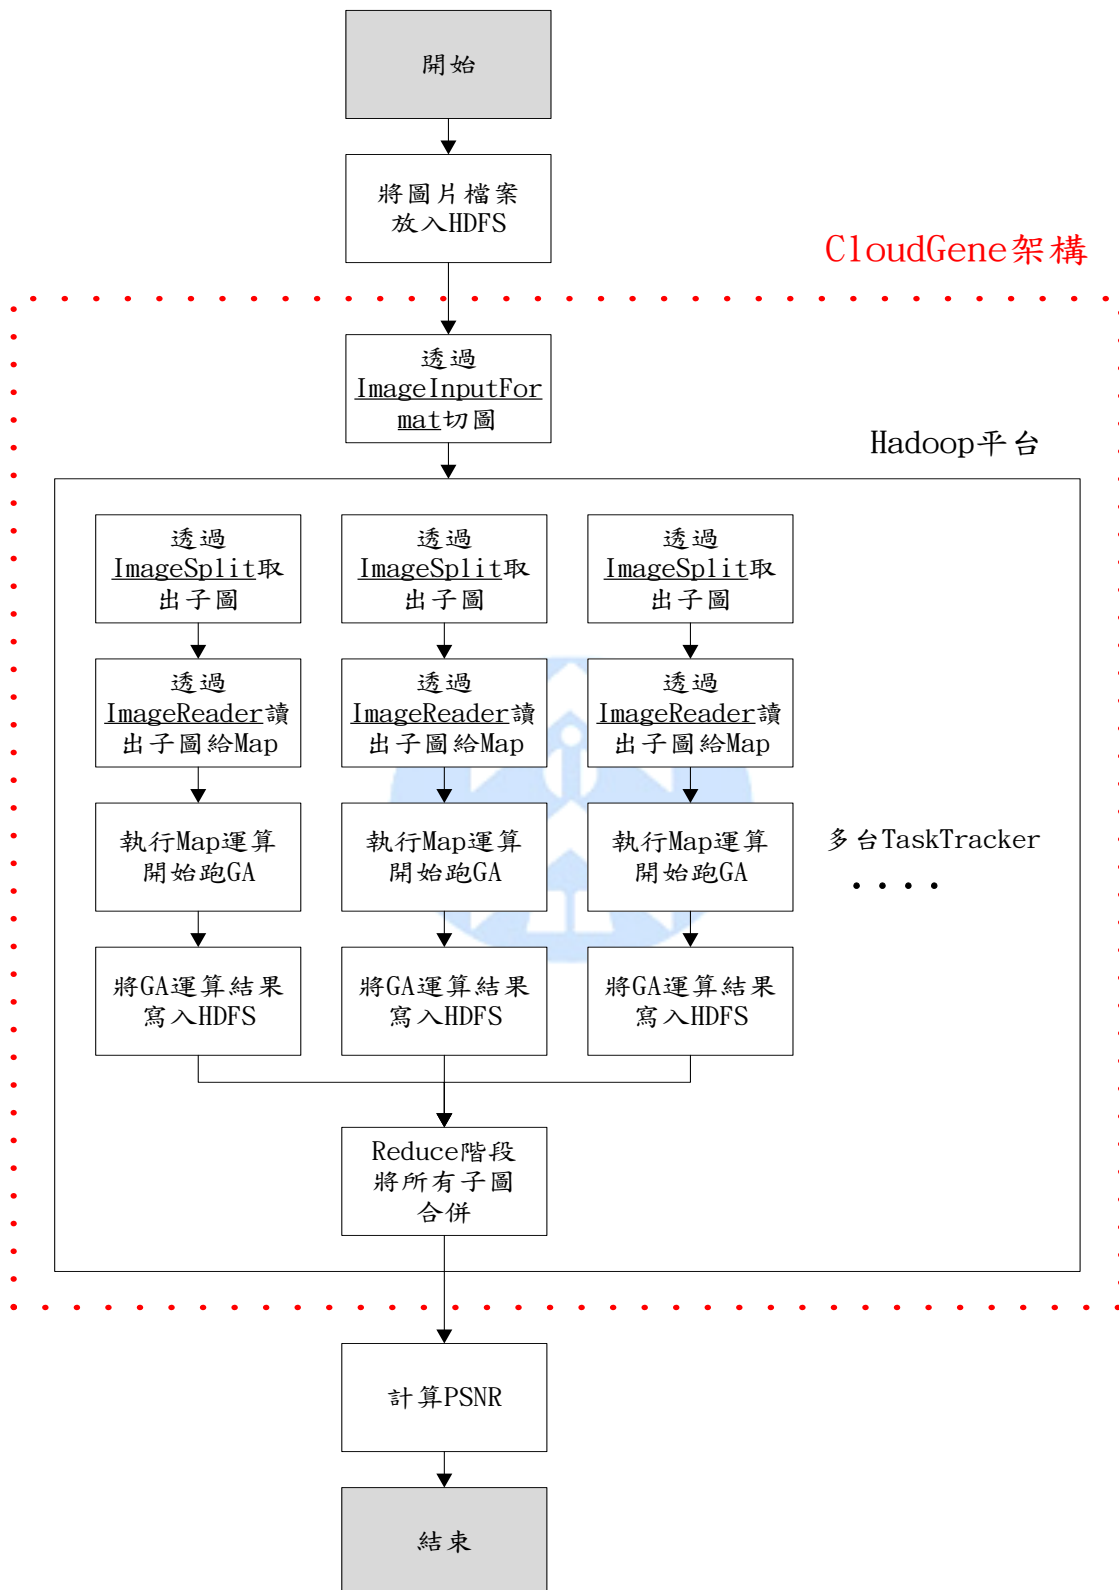 開始
將圖片檔案
放入HDFS
CloudGene架構
透過
ImageInputFor
mat切圖
Hadoop平台
透過
ImageSplit取
出子圖
透過
ImageSplit取
出子圖
透過
ImageSplit取
出子圖
透過
ImageReader讀
出子圖給Map
透過
ImageReader讀
出子圖給Map
透過
ImageReader讀
出子圖給Map
執行Map運算
開始跑GA
執行Map運算
開始跑GA
執行Map運算
開始跑GA
多台TaskTracker
....
將GA運算結果
寫入HDFS
將GA運算結果
寫入HDFS
將GA運算結果
寫入HDFS
Reduce階段
將所有子圖
合併
計算PSNR
結束